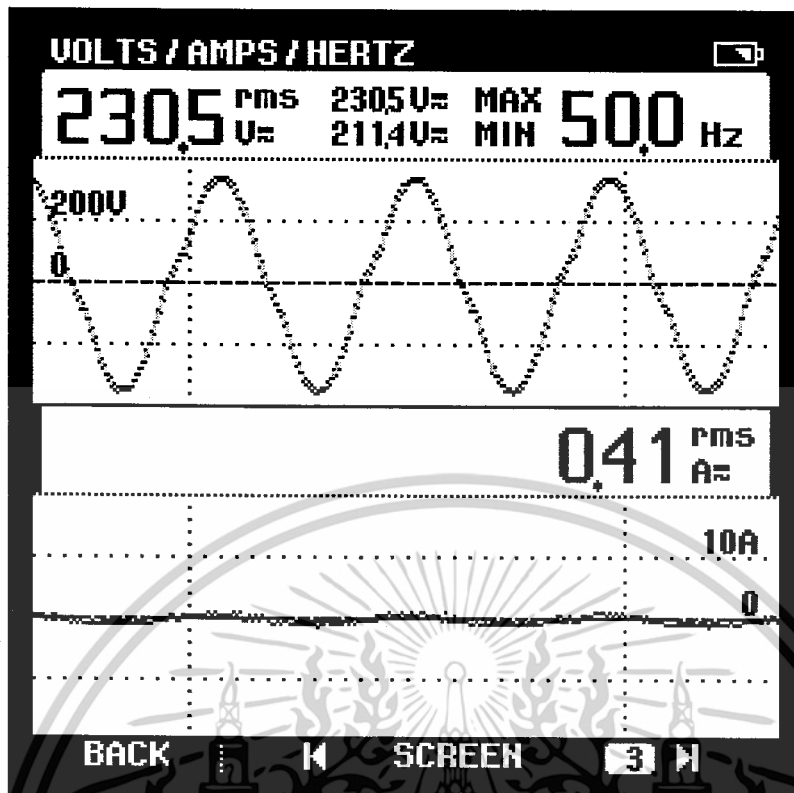 VOLTS/AMPS/HERTZ
230.5 rms V≂ 230.5 V≂ MAX 50.0 Hz
211.4 V≂ MIN
200V
0
0.41 rms A≂
10A
0
BACK SCREEN 3